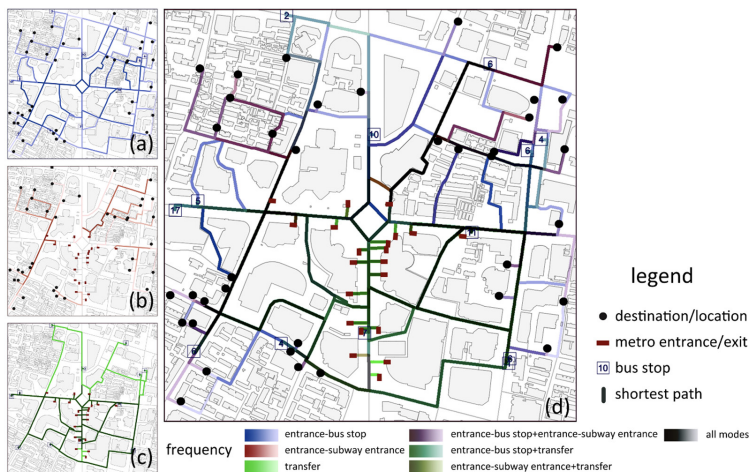 (a)
(b)
(c)
(d)
2
6
10
4
6
5
17
4
6
legend
destination/location
metro entrance/exit
10 bus stop
shortest path
frequency
entrance-bus stop
entrance-subway entrance
transfer
entrance-bus stop+entrance-subway entrance
entrance-bus stop+transfer
entrance-subway entrance+transfer
all modes